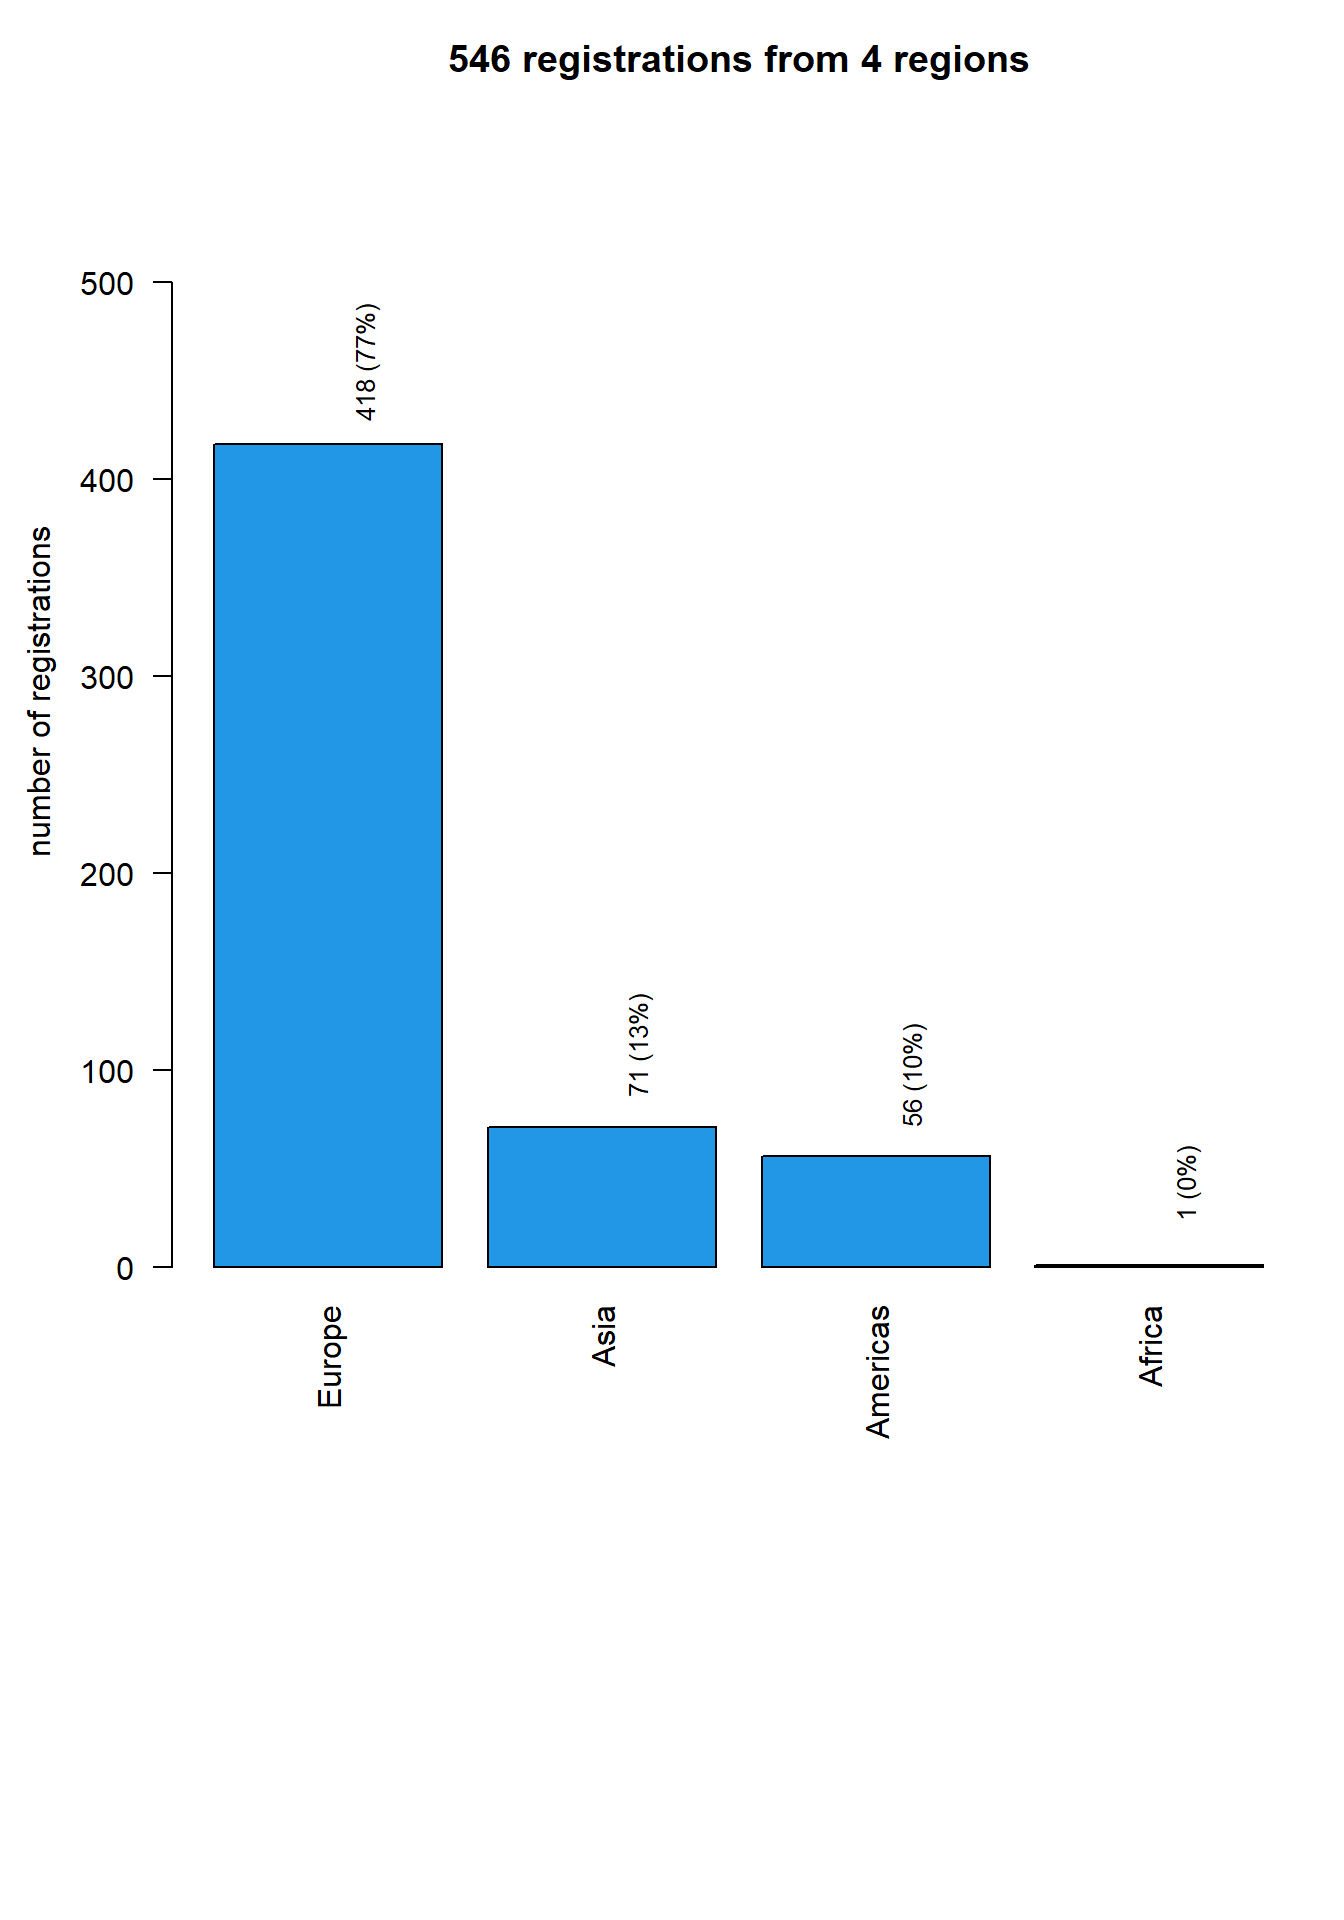 546 registrations from 4 regions
number of registrations
500
400
300
200
100
0
418 (77%)
71 (13%)
56 (10%)
1 (0%)
Europe
Asia
Americas
Africa